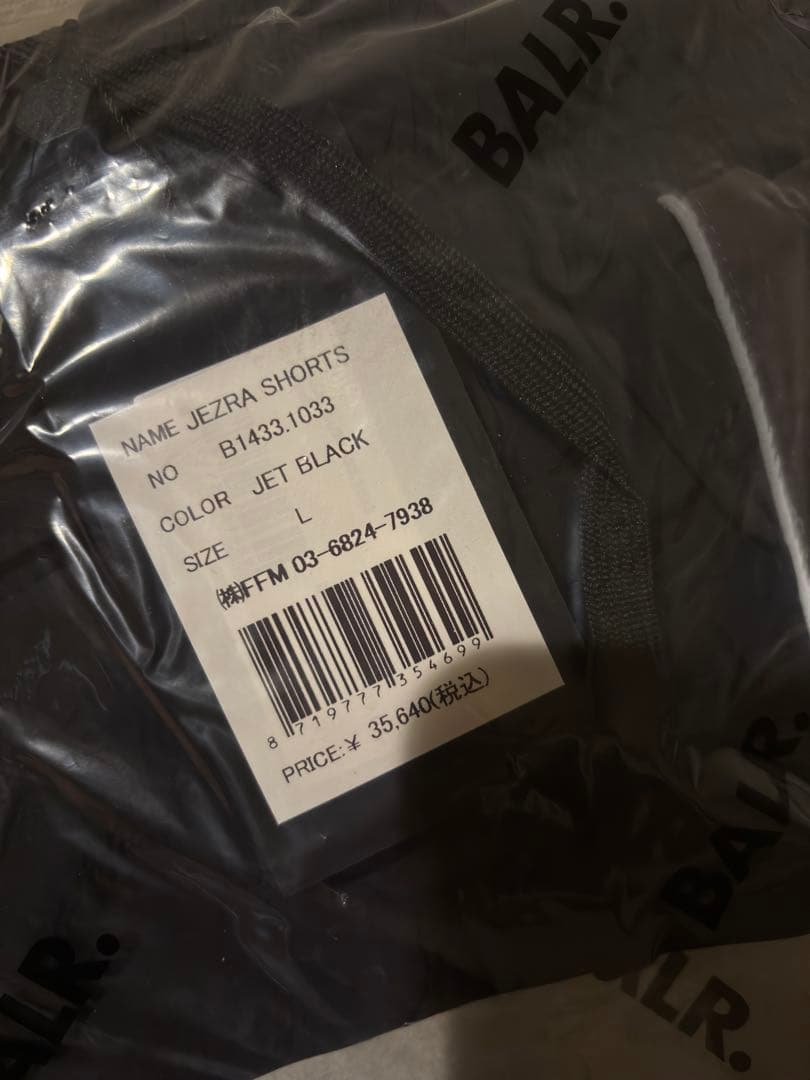 BALR.
NAME JEZRA SHORTS
NO B1433.1033
COLOR JET BLACK
SIZE L
㈱FFM 03-6824-7938
8 719777 354699
PRICE:¥ 35,640(税込)
BALR.
BALR.
ALR.